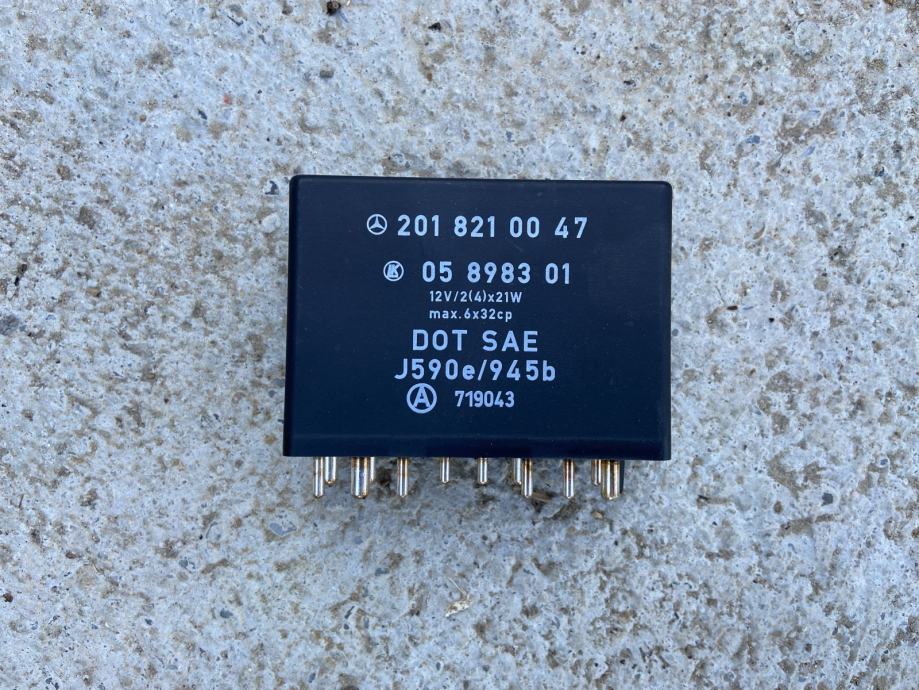 201 821 00 47
K 05 8983 01
12V/2(4)x21W
max.6x32cp
DOT SAE
J590e/945b
A 719043